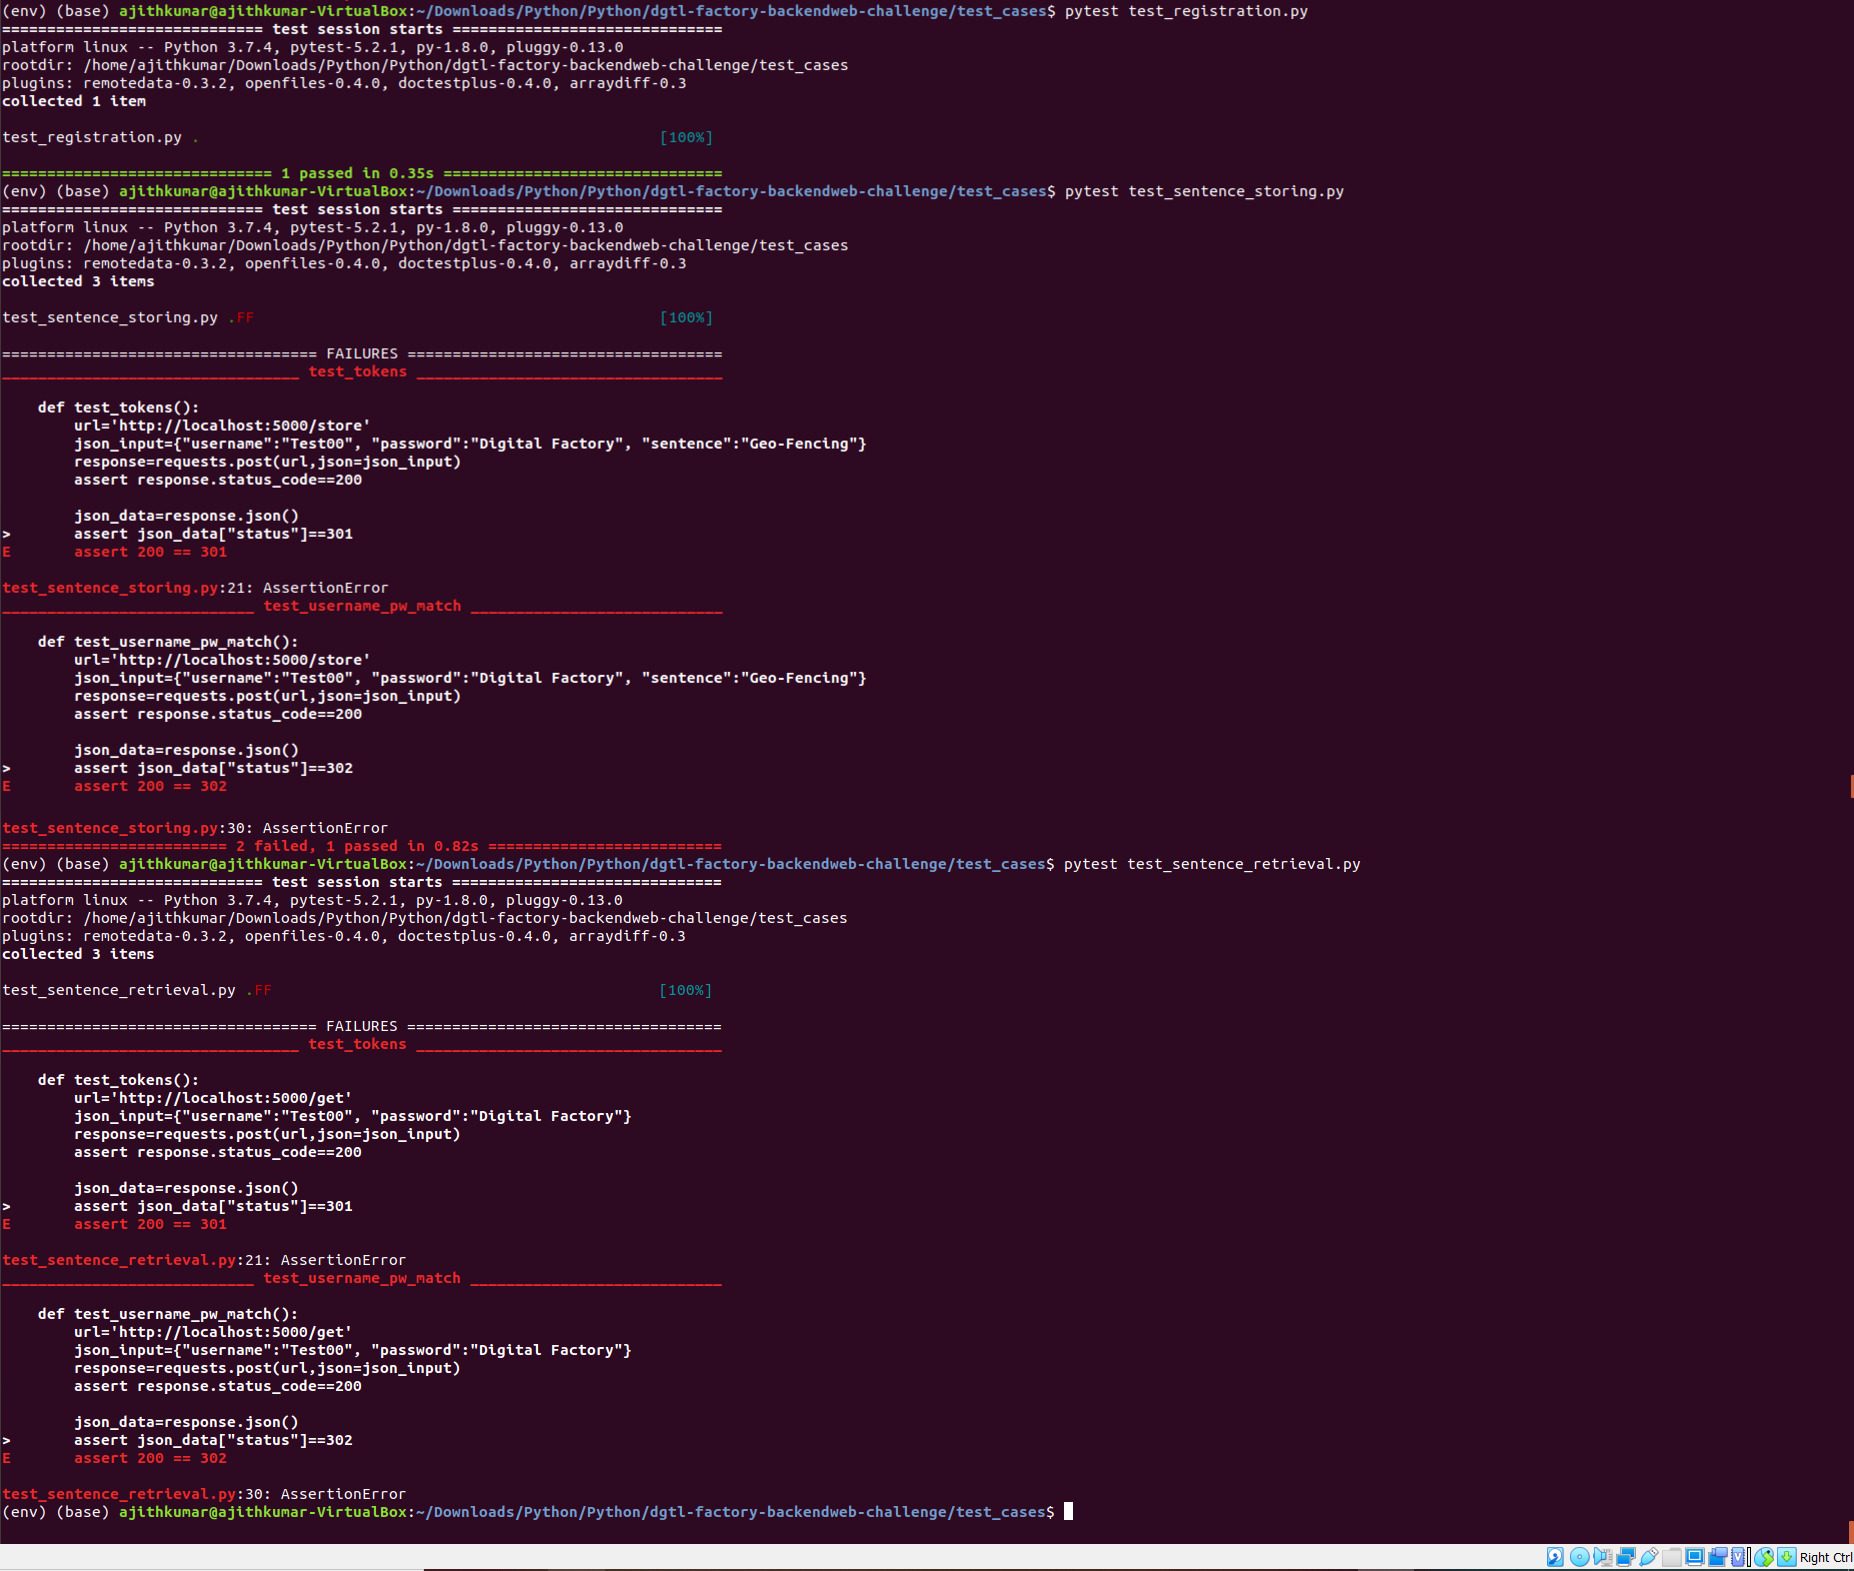 (env) (base) ajithkumar@ajithkumar-VirtualBox:~/Downloads/Python/Python/dgtl-factory-backendweb-challenge/test_cases$ pytest test_registration.py
============================= test session starts ==============================
platform linux -- Python 3.7.4, pytest-5.2.1, py-1.8.0, pluggy-0.13.0
rootdir: /home/ajithkumar/Downloads/Python/Python/dgtl-factory-backendweb-challenge/test_cases
plugins: remotedata-0.3.2, openfiles-0.4.0, doctestplus-0.4.0, arraydiff-0.3
collected 1 item
test_registration.py . [100%]
============================== 1 passed in 0.35s ===============================
(env) (base) ajithkumar@ajithkumar-VirtualBox:~/Downloads/Python/Python/dgtl-factory-backendweb-challenge/test_cases$ pytest test_sentence_storing.py
============================= test session starts ==============================
platform linux -- Python 3.7.4, pytest-5.2.1, py-1.8.0, pluggy-0.13.0
rootdir: /home/ajithkumar/Downloads/Python/Python/dgtl-factory-backendweb-challenge/test_cases
plugins: remotedata-0.3.2, openfiles-0.4.0, doctestplus-0.4.0, arraydiff-0.3
collected 3 items
test_sentence_storing.py .FF [100%]
=================================== FAILURES ===================================
_________________________________ test_tokens __________________________________
    def test_tokens():
        url='http://localhost:5000/store'
        json_input={"username":"Test00", "password":"Digital Factory", "sentence":"Geo-Fencing"}
        response=requests.post(url,json=json_input)
        assert response.status_code==200
        json_data=response.json()
>       assert json_data["status"]==301
E       assert 200 == 301
test_sentence_storing.py:21: AssertionError
____________________________ test_username_pw_match ____________________________
    def test_username_pw_match():
        url='http://localhost:5000/store'
        json_input={"username":"Test00", "password":"Digital Factory", "sentence":"Geo-Fencing"}
        response=requests.post(url,json=json_input)
        assert response.status_code==200
        json_data=response.json()
>       assert json_data["status"]==302
E       assert 200 == 302
test_sentence_storing.py:30: AssertionError
========================= 2 failed, 1 passed in 0.82s ==========================
(env) (base) ajithkumar@ajithkumar-VirtualBox:~/Downloads/Python/Python/dgtl-factory-backendweb-challenge/test_cases$ pytest test_sentence_retrieval.py
============================= test session starts ==============================
platform linux -- Python 3.7.4, pytest-5.2.1, py-1.8.0, pluggy-0.13.0
rootdir: /home/ajithkumar/Downloads/Python/Python/dgtl-factory-backendweb-challenge/test_cases
plugins: remotedata-0.3.2, openfiles-0.4.0, doctestplus-0.4.0, arraydiff-0.3
collected 3 items
test_sentence_retrieval.py .FF [100%]
=================================== FAILURES ===================================
_________________________________ test_tokens __________________________________
    def test_tokens():
        url='http://localhost:5000/get'
        json_input={"username":"Test00", "password":"Digital Factory"}
        response=requests.post(url,json=json_input)
        assert response.status_code==200
        json_data=response.json()
>       assert json_data["status"]==301
E       assert 200 == 301
test_sentence_retrieval.py:21: AssertionError
____________________________ test_username_pw_match ____________________________
    def test_username_pw_match():
        url='http://localhost:5000/get'
        json_input={"username":"Test00", "password":"Digital Factory"}
        response=requests.post(url,json=json_input)
        assert response.status_code==200
        json_data=response.json()
>       assert json_data["status"]==302
E       assert 200 == 302
test_sentence_retrieval.py:30: AssertionError
(env) (base) ajithkumar@ajithkumar-VirtualBox:~/Downloads/Python/Python/dgtl-factory-backendweb-challenge/test_cases$
Right Ctrl